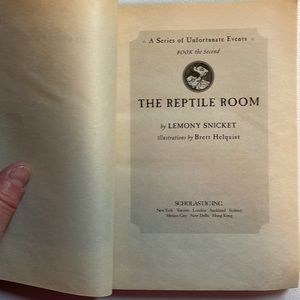 A Series of Unfortunate Events
BOOK the Second
THE REPTILE ROOM
by LEMONY SNICKET
Illustrations by Brett Helquist
SCHOLASTIC INC.
New York Toronto London Auckland Sydney
Mexico City New Delhi Hong Kong